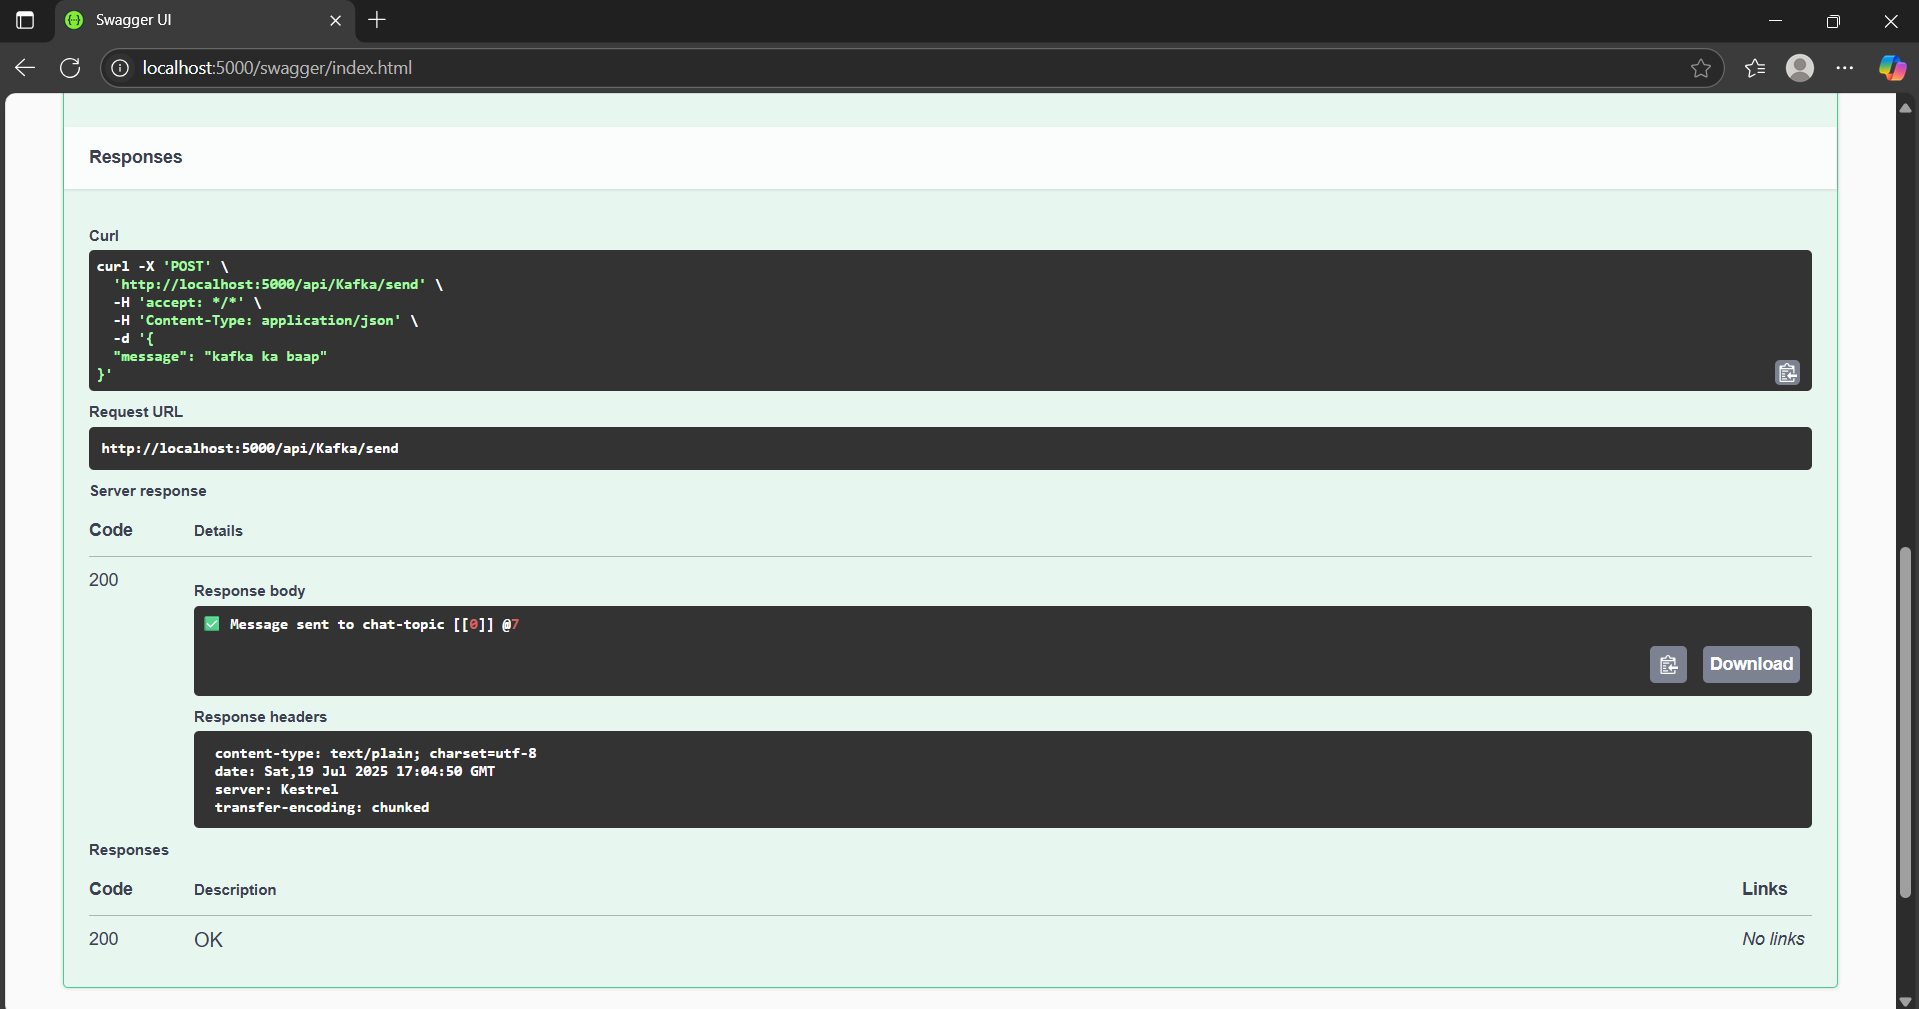 Swagger UI
localhost:5000/swagger/index.html
Responses
Curl
curl -X 'POST' \
'http://localhost:5000/api/Kafka/send' \
-H 'accept: */*' \
-H 'Content-Type: application/json' \
-d '{
"message": "kafka ka baap"
}'
Request URL
http://localhost:5000/api/Kafka/send
Server response
Code Details
200
Response body
✅ Message sent to chat-topic [[0]] @7
Download
Response headers
content-type: text/plain; charset=utf-8
date: Sat,19 Jul 2025 17:04:50 GMT
server: Kestrel
transfer-encoding: chunked
Responses
Code Description Links
200 OK No links